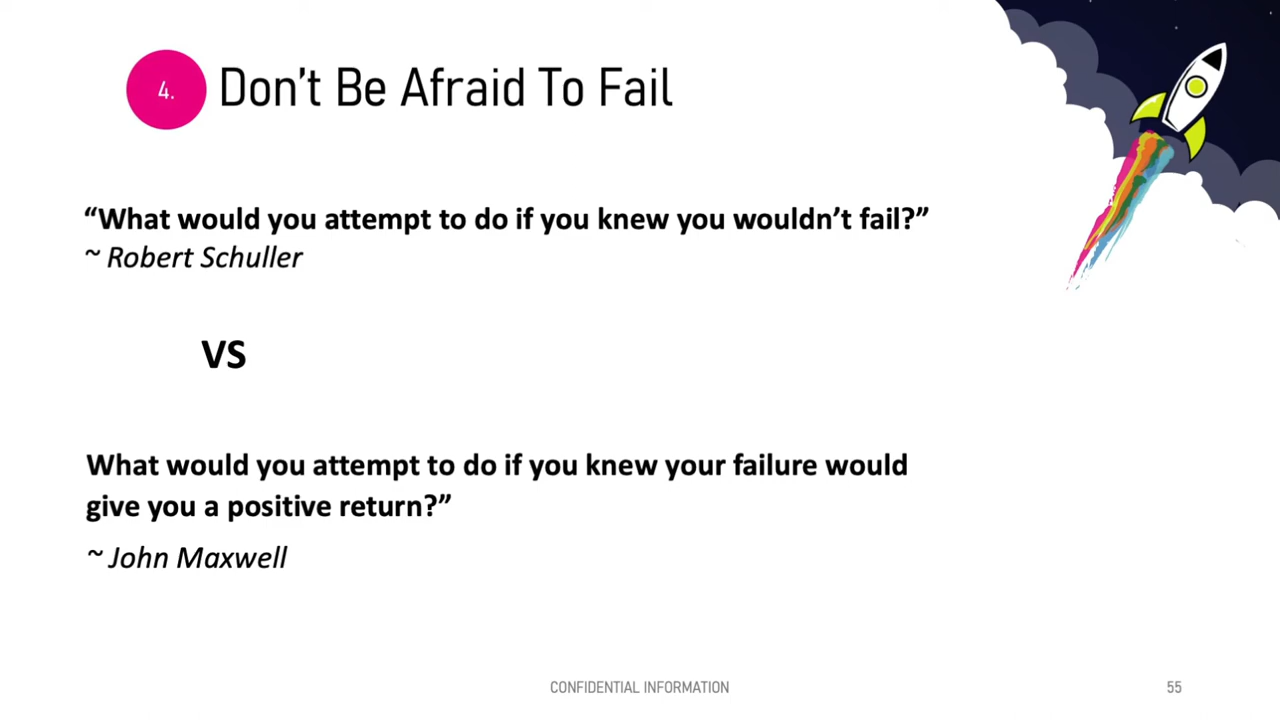 4. Don't Be Afraid To Fail
“What would you attempt to do if you knew you wouldn't fail?”
~ Robert Schuller
VS
What would you attempt to do if you knew your failure would
give you a positive return?”
~ John Maxwell
CONFIDENTIAL INFORMATION 55